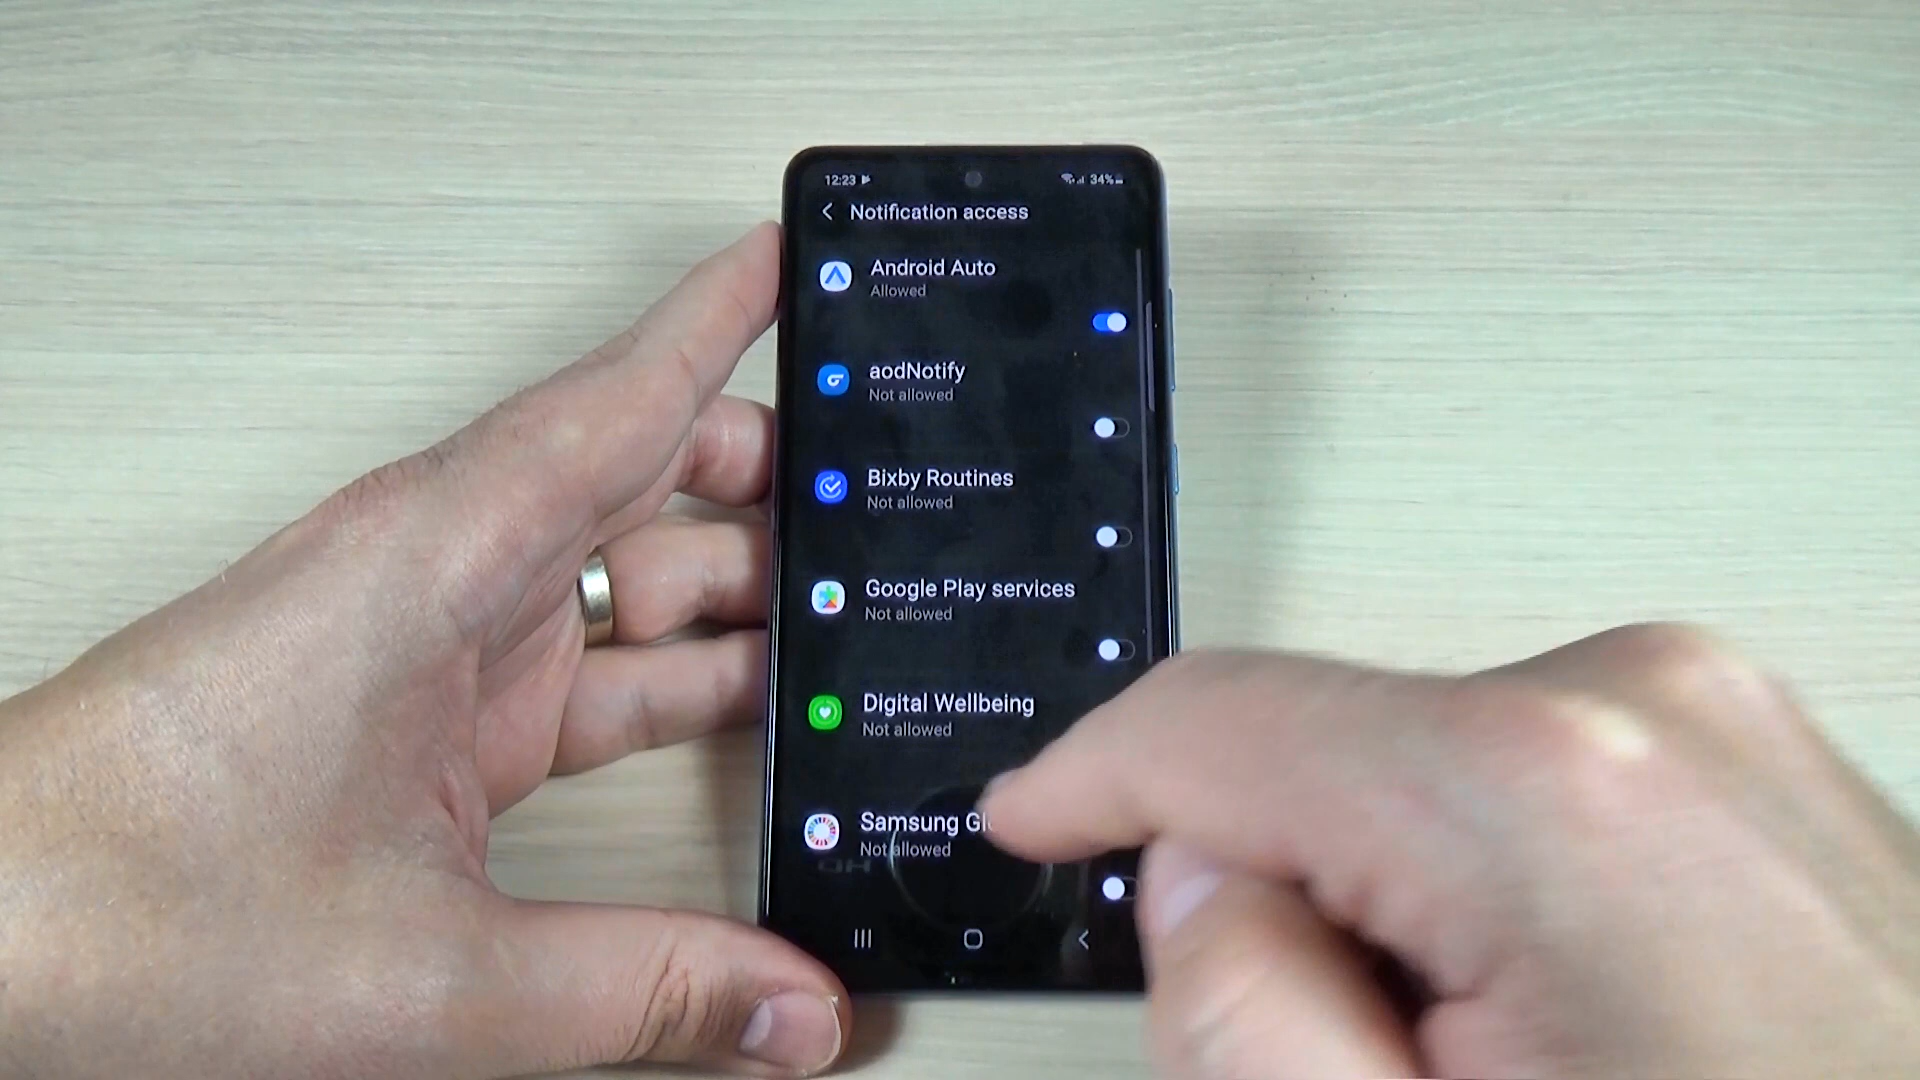 12:23 34%
Notification access
Android Auto
Allowed
aodNotify
Not allowed
Bixby Routines
Not allowed
Google Play services
Not allowed
Digital Wellbeing
Not allowed
Samsung
Not allowed